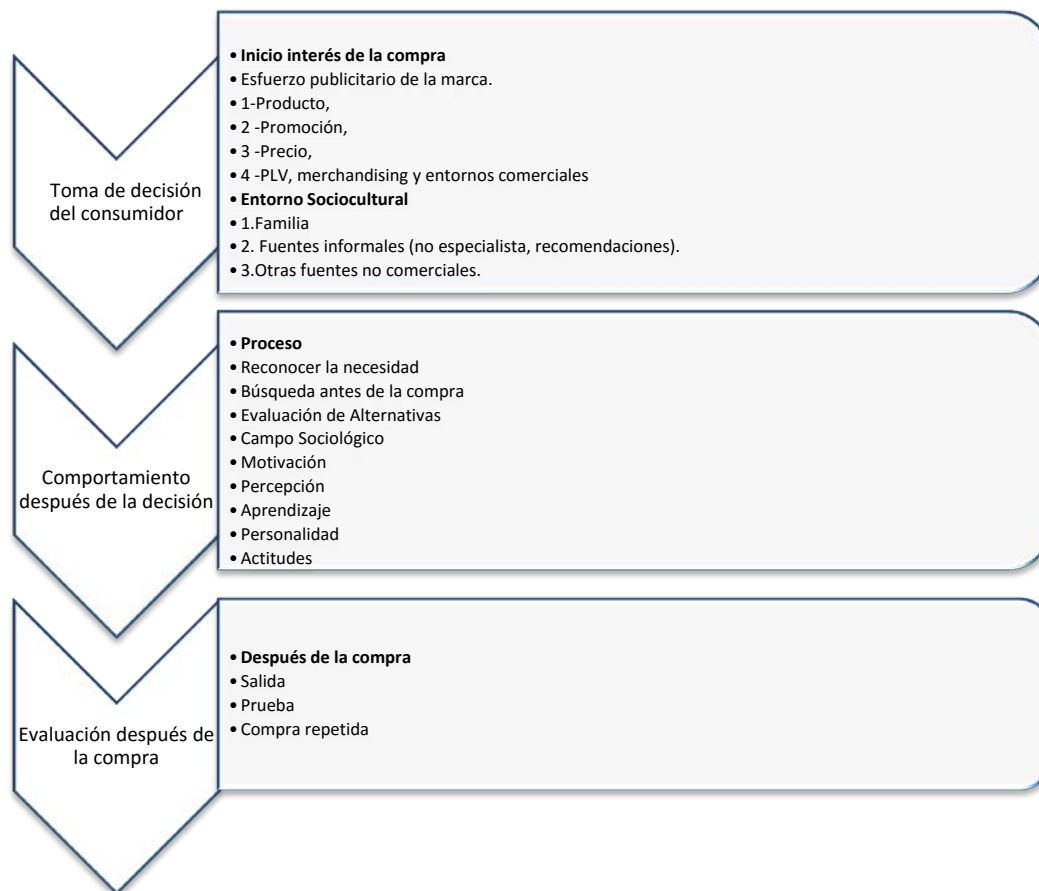 • Inicio interés de la compra
• Esfuerzo publicitario de la marca.
• 1-Producto,
• 2 -Promoción,
• 3 -Precio,
• 4 -PLV, merchandising y entornos comerciales
• Entorno Sociocultural
• 1.Familia
• 2. Fuentes informales (no especialista, recomendaciones).
• 3.Otras fuentes no comerciales.
Toma de decisión
del consumidor
• Proceso
• Reconocer la necesidad
• Búsqueda antes de la compra
• Evaluación de Alternativas
• Campo Sociológico
• Motivación
• Percepción
• Aprendizaje
• Personalidad
• Actitudes
Comportamiento
después de la decisión
• Después de la compra
• Salida
• Prueba
• Compra repetida
Evaluación después de
la compra